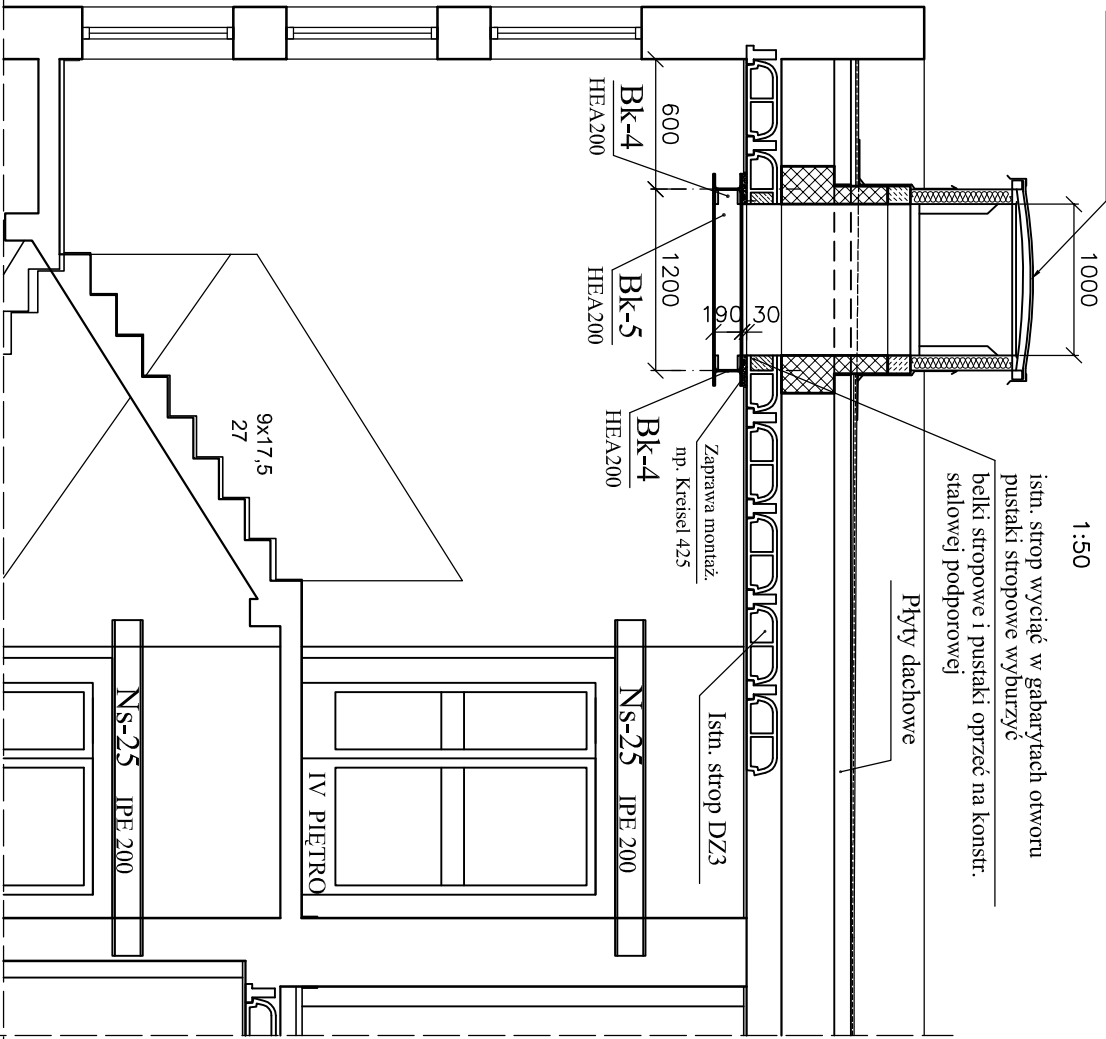 1:50
istn. strop wyciąć w gabarytach otworu
pustaki stropowe wyburzyć
belki stropowe i pustaki oprzeć na konstr.
stalowej podporowej
Płyty dachowe
1000
600
1200
190
30
Bk-4
HEA200
Bk-5
HEA200
Bk-4
HEA200
Zaprawa montaż.
np. Kreisel 425
Istn. strop DZ3
Ns-25 IPE 200
IV PIĘTRO
9x17,5
27
Ns-25 IPE 200